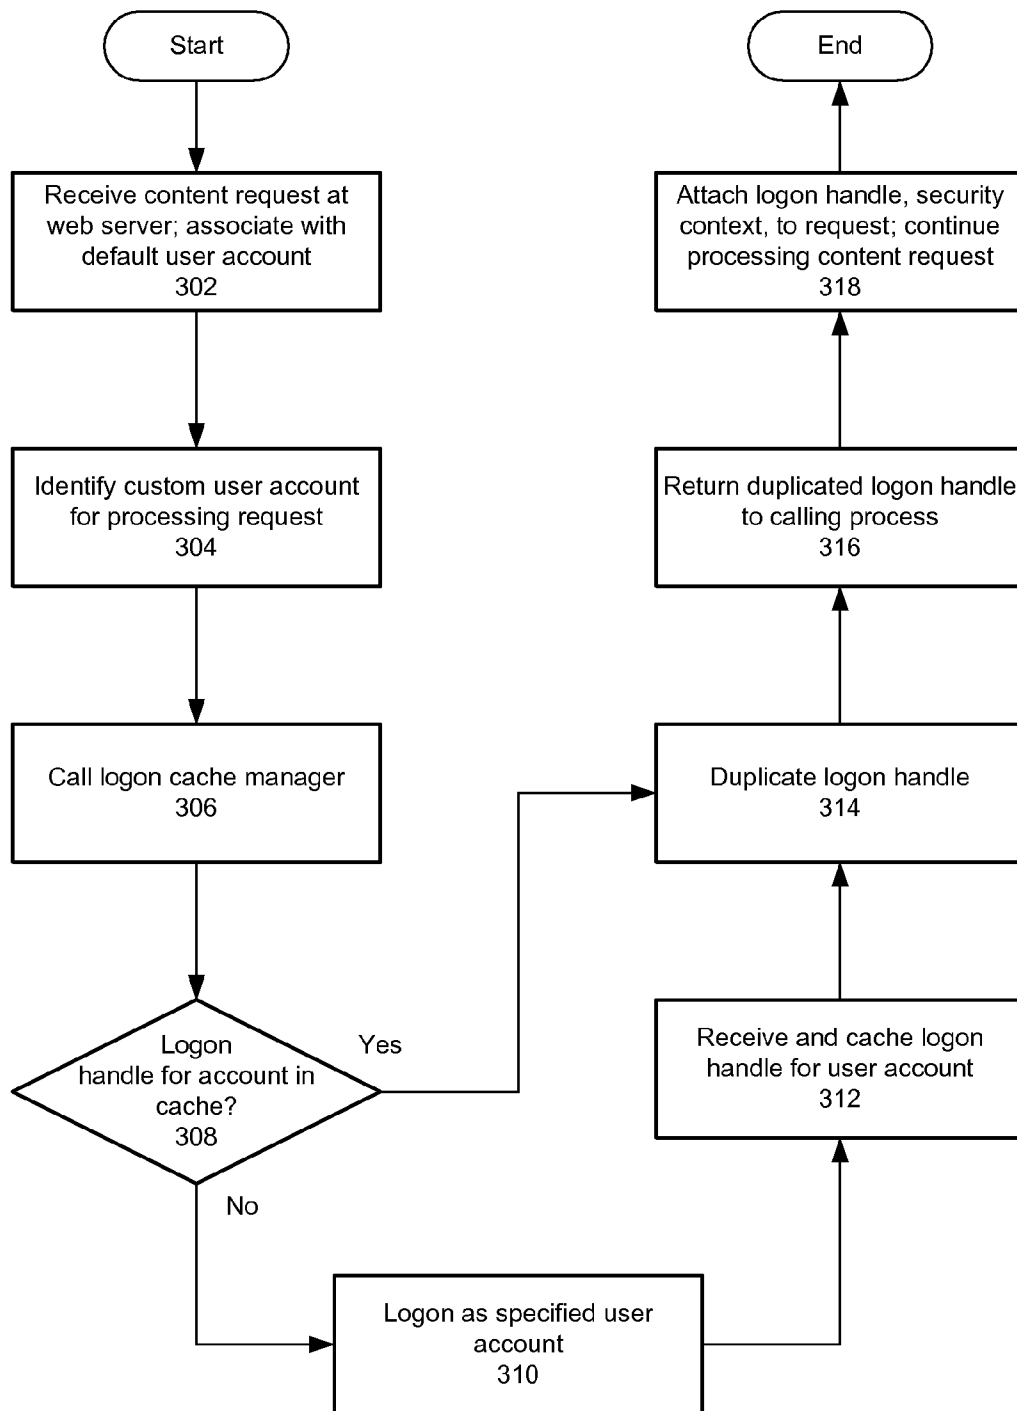 Start
Receive content request at
web server; associate with
default user account
302
Identify custom user account
for processing request
304
Call logon cache manager
306
Logon
handle for account in
cache?
308
Yes
No
Logon as specified user
account
310
Receive and cache logon
handle for user account
312
Duplicate logon handle
314
Return duplicated logon handle
to calling process
316
Attach logon handle, security
context, to request; continue
processing content request
318
End